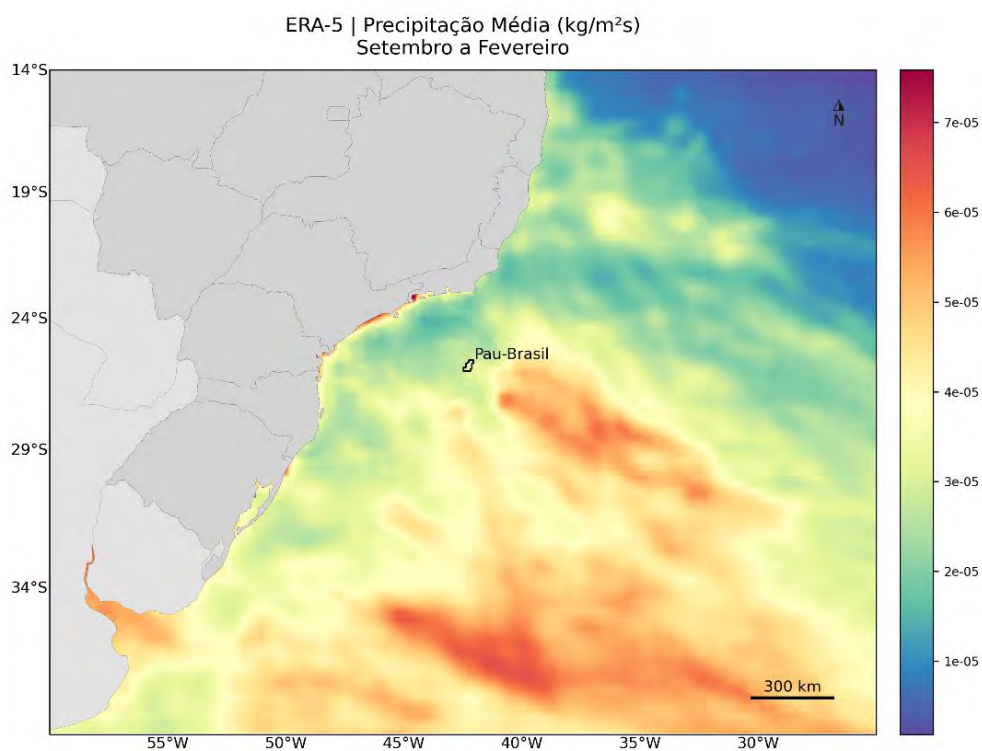 ERA-5 | Precipitação Média (kg/m²s)
Setembro a Fevereiro
14°S
19°S
24°S
29°S
34°S
N
Pau-Brasil
300 km
55°W
50°W
45°W
40°W
35°W
30°W
7e-05
6e-05
5e-05
4e-05
3e-05
2e-05
1e-05